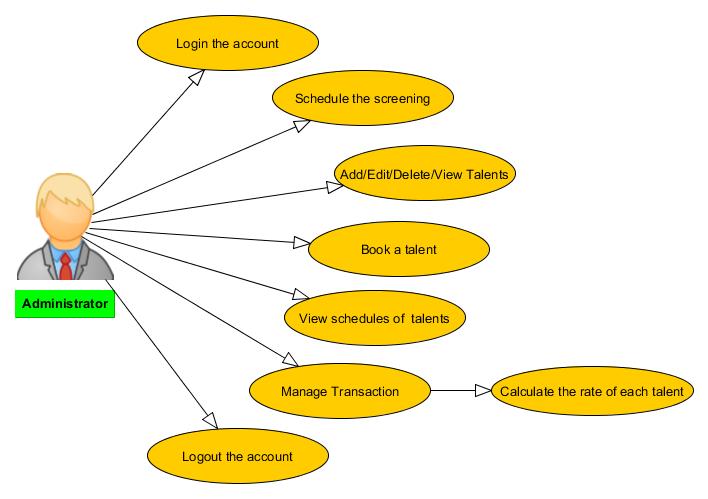 Login the account
Schedule the screening
Add/Edit/Delete/View Talents
Book a talent
View schedules of talents
Administrator
Manage Transaction
Calculate the rate of each talent
Logout the account